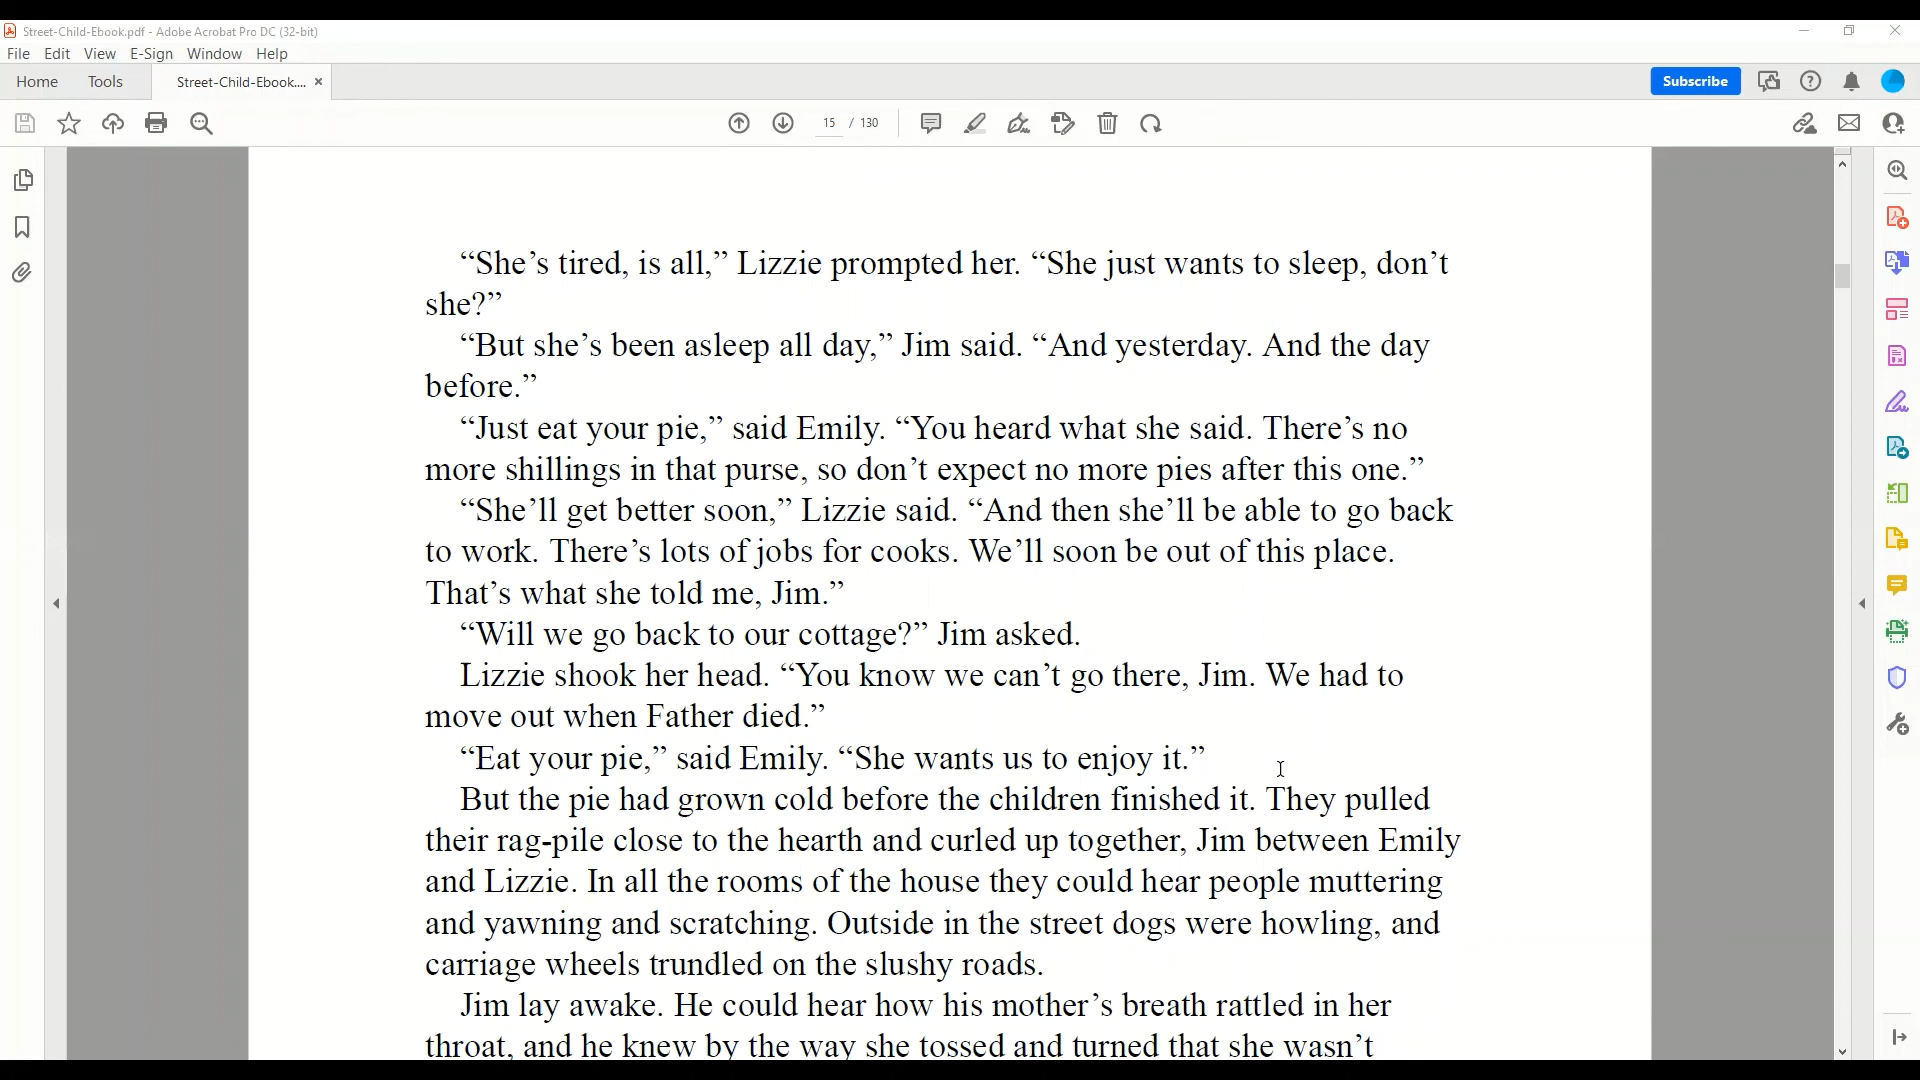 Street-Child-Ebook.pdf - Adobe Acrobat Pro DC (32-bit)
File Edit View E-Sign Window Help
Home Tools Street-Child-Ebook.... × Subscribe
15 / 130
“She’s tired, is all,” Lizzie prompted her. “She just wants to sleep, don’t
she?”
“But she’s been asleep all day,” Jim said. “And yesterday. And the day
before.”
“Just eat your pie,” said Emily. “You heard what she said. There’s no
more shillings in that purse, so don’t expect no more pies after this one.”
“She’ll get better soon,” Lizzie said. “And then she’ll be able to go back
to work. There’s lots of jobs for cooks. We’ll soon be out of this place.
That’s what she told me, Jim.”
“Will we go back to our cottage?” Jim asked.
Lizzie shook her head. “You know we can’t go there, Jim. We had to
move out when Father died.”
“Eat your pie,” said Emily. “She wants us to enjoy it.”
But the pie had grown cold before the children finished it. They pulled
their rag-pile close to the hearth and curled up together, Jim between Emily
and Lizzie. In all the rooms of the house they could hear people muttering
and yawning and scratching. Outside in the street dogs were howling, and
carriage wheels trundled on the slushy roads.
Jim lay awake. He could hear how his mother’s breath rattled in her
throat, and he knew by the way she tossed and turned that she wasn’t